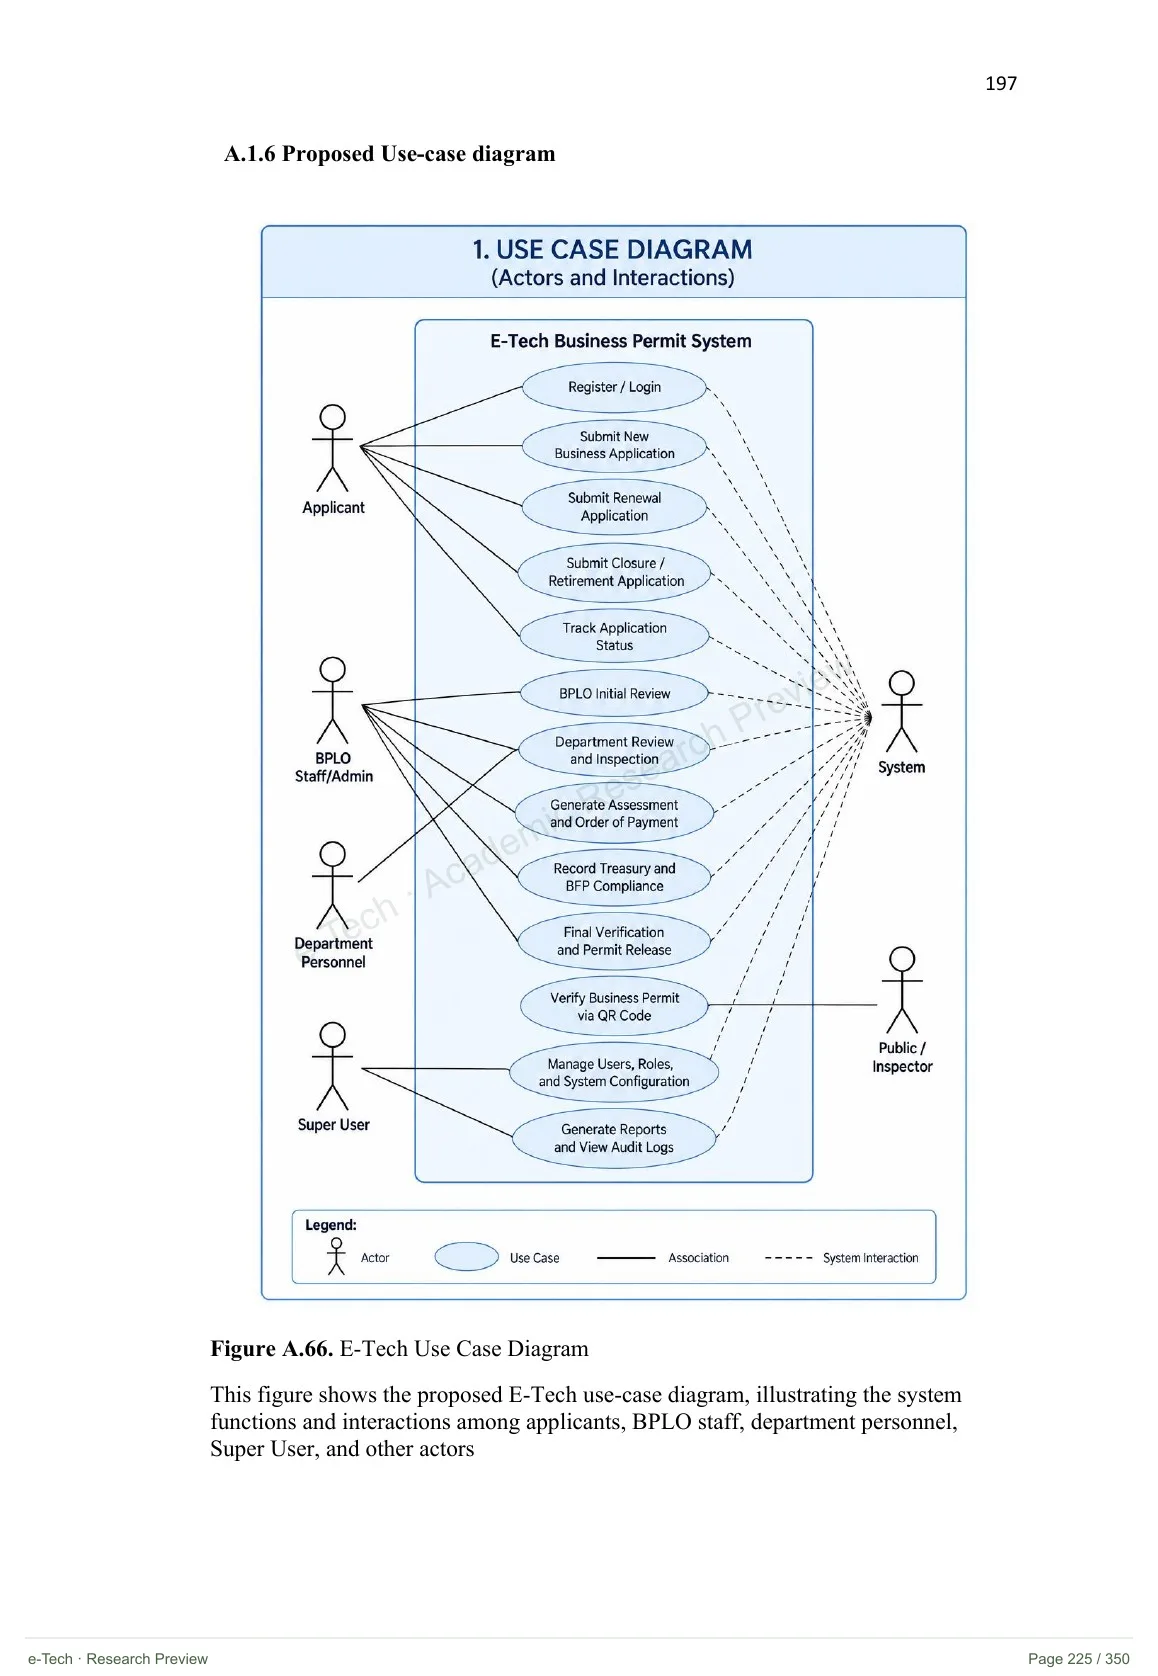 197
A.1.6 Proposed Use-case diagram
1. USE CASE DIAGRAM
(Actors and Interactions)
E-Tech Business Permit System
Register / Login
Submit New
Business Application
Submit Renewal
Application
Submit Closure /
Retirement Application
Track Application
Status
BPLO Initial Review
Department Review
and Inspection
Generate Assessment
and Order of Payment
Record Treasury and
BFP Compliance
Final Verification
and Permit Release
Verify Business Permit
via QR Code
Manage Users, Roles,
and System Configuration
Generate Reports
and View Audit Logs
Applicant
BPLO
Staff/Admin
Department
Personnel
Super User
System
Public /
Inspector
e-Tech · Academic Research Preview
Legend:
Actor
Use Case
Association
System Interaction
Figure A.66. E-Tech Use Case Diagram
This figure shows the proposed E-Tech use-case diagram, illustrating the system
functions and interactions among applicants, BPLO staff, department personnel,
Super User, and other actors
e-Tech · Research Preview
Page 225 / 350